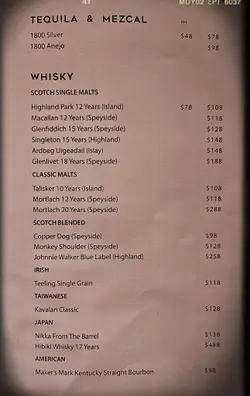 TEQUILA & MEZCAL
1800 Silver $48 $78
1800 Anejo $98
WHISKY
SCOTCH SINGLE MALTS
Highland Park 12 Years (Island) $78 $108
Macallan 12 Years (Speyside) $118
Glenfiddich 15 Years (Speyside) $128
Singleton 15 Years (Highland) $148
Ardbeg Uigeadail (Islay) $148
Glenlivet 18 Years (Speyside) $188
CLASSIC MALTS
Talisker 10 Years (Island) $108
Mortlach 12 Years (Speyside) $118
Mortlach 20 Years (Speyside) $288
SCOTCH BLENDED
Copper Dog (Speyside) $98
Monkey Shoulder (Speyside) $128
Johnnie Walker Blue Label (Highland) $258
IRISH
Teeling Single Grain $118
TAIWANESE
Kavalan Classic $128
JAPAN
Nikka From The Barrel $138
Hibiki Whisky 17 Years $488
AMERICAN
Maker's Mark Kentucky Straight Bourbon $98